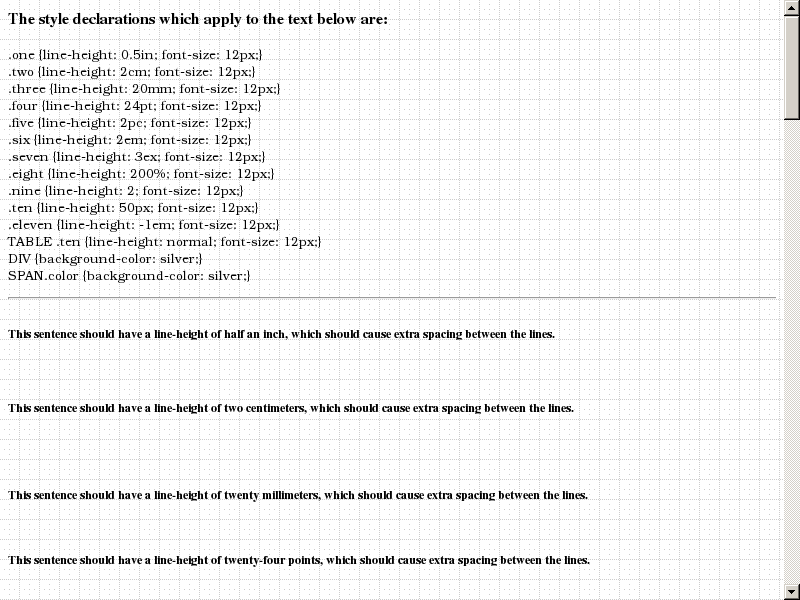 The style declarations which apply to the text below are:
.one {line-height: 0.5in; font-size: 12px;}
.two {line-height: 2cm; font-size: 12px;}
.three {line-height: 20mm; font-size: 12px;}
.four {line-height: 24pt; font-size: 12px;}
.five {line-height: 2pc; font-size: 12px;}
.six {line-height: 2em; font-size: 12px;}
.seven {line-height: 3ex; font-size: 12px;}
.eight {line-height: 200%; font-size: 12px;}
.nine {line-height: 2; font-size: 12px;}
.ten {line-height: 50px; font-size: 12px;}
.eleven {line-height: -1em; font-size: 12px;}
TABLE .ten {line-height: normal; font-size: 12px;}
DIV {background-color: silver;}
SPAN.color {background-color: silver;}
This sentence should have a line-height of half an inch, which should cause extra spacing between the lines.
This sentence should have a line-height of two centimeters, which should cause extra spacing between the lines.
This sentence should have a line-height of twenty millimeters, which should cause extra spacing between the lines.
This sentence should have a line-height of twenty-four points, which should cause extra spacing between the lines.